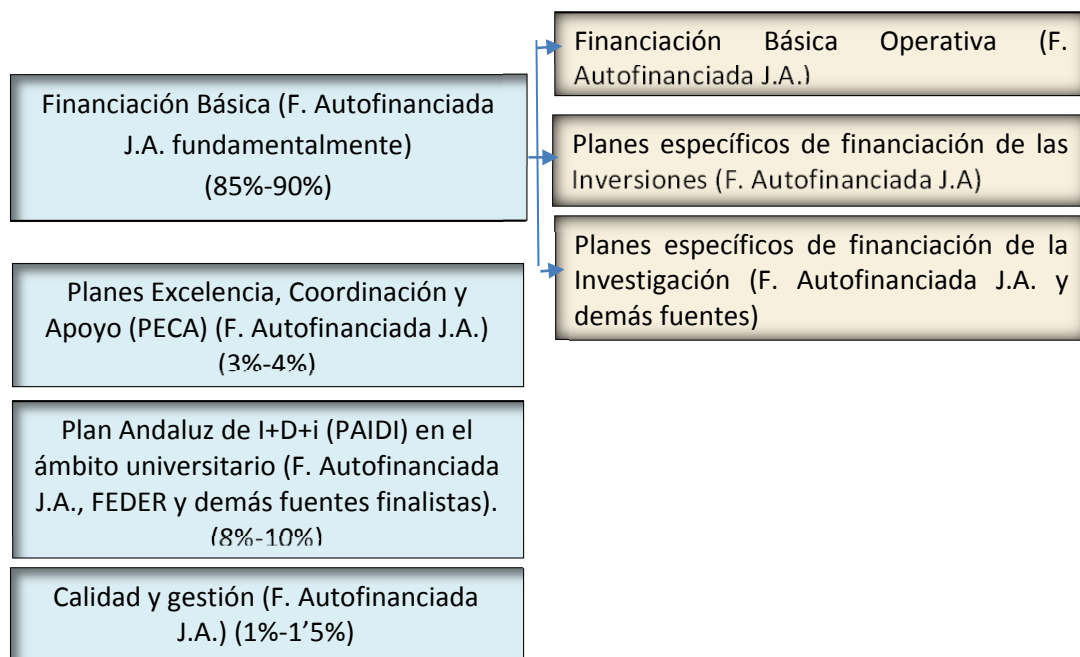 Financiación Básica (F. Autofinanciada
J.A. fundamentalmente)
(85%-90%)
Financiación Básica Operativa (F.
Autofinanciada J.A.)
Planes específicos de financiación de las
Inversiones (F. Autofinanciada J.A)
Planes específicos de financiación de la
Investigación (F. Autofinanciada J.A. y
demás fuentes)
Planes Excelencia, Coordinación y
Apoyo (PECA) (F. Autofinanciada J.A.)
(3%-4%)
Plan Andaluz de I+D+i (PAIDI) en el
ámbito universitario (F. Autofinanciada
J.A., FEDER y demás fuentes finalistas).
(8%-10%)
Calidad y gestión (F. Autofinanciada
J.A.) (1%-1’5%)